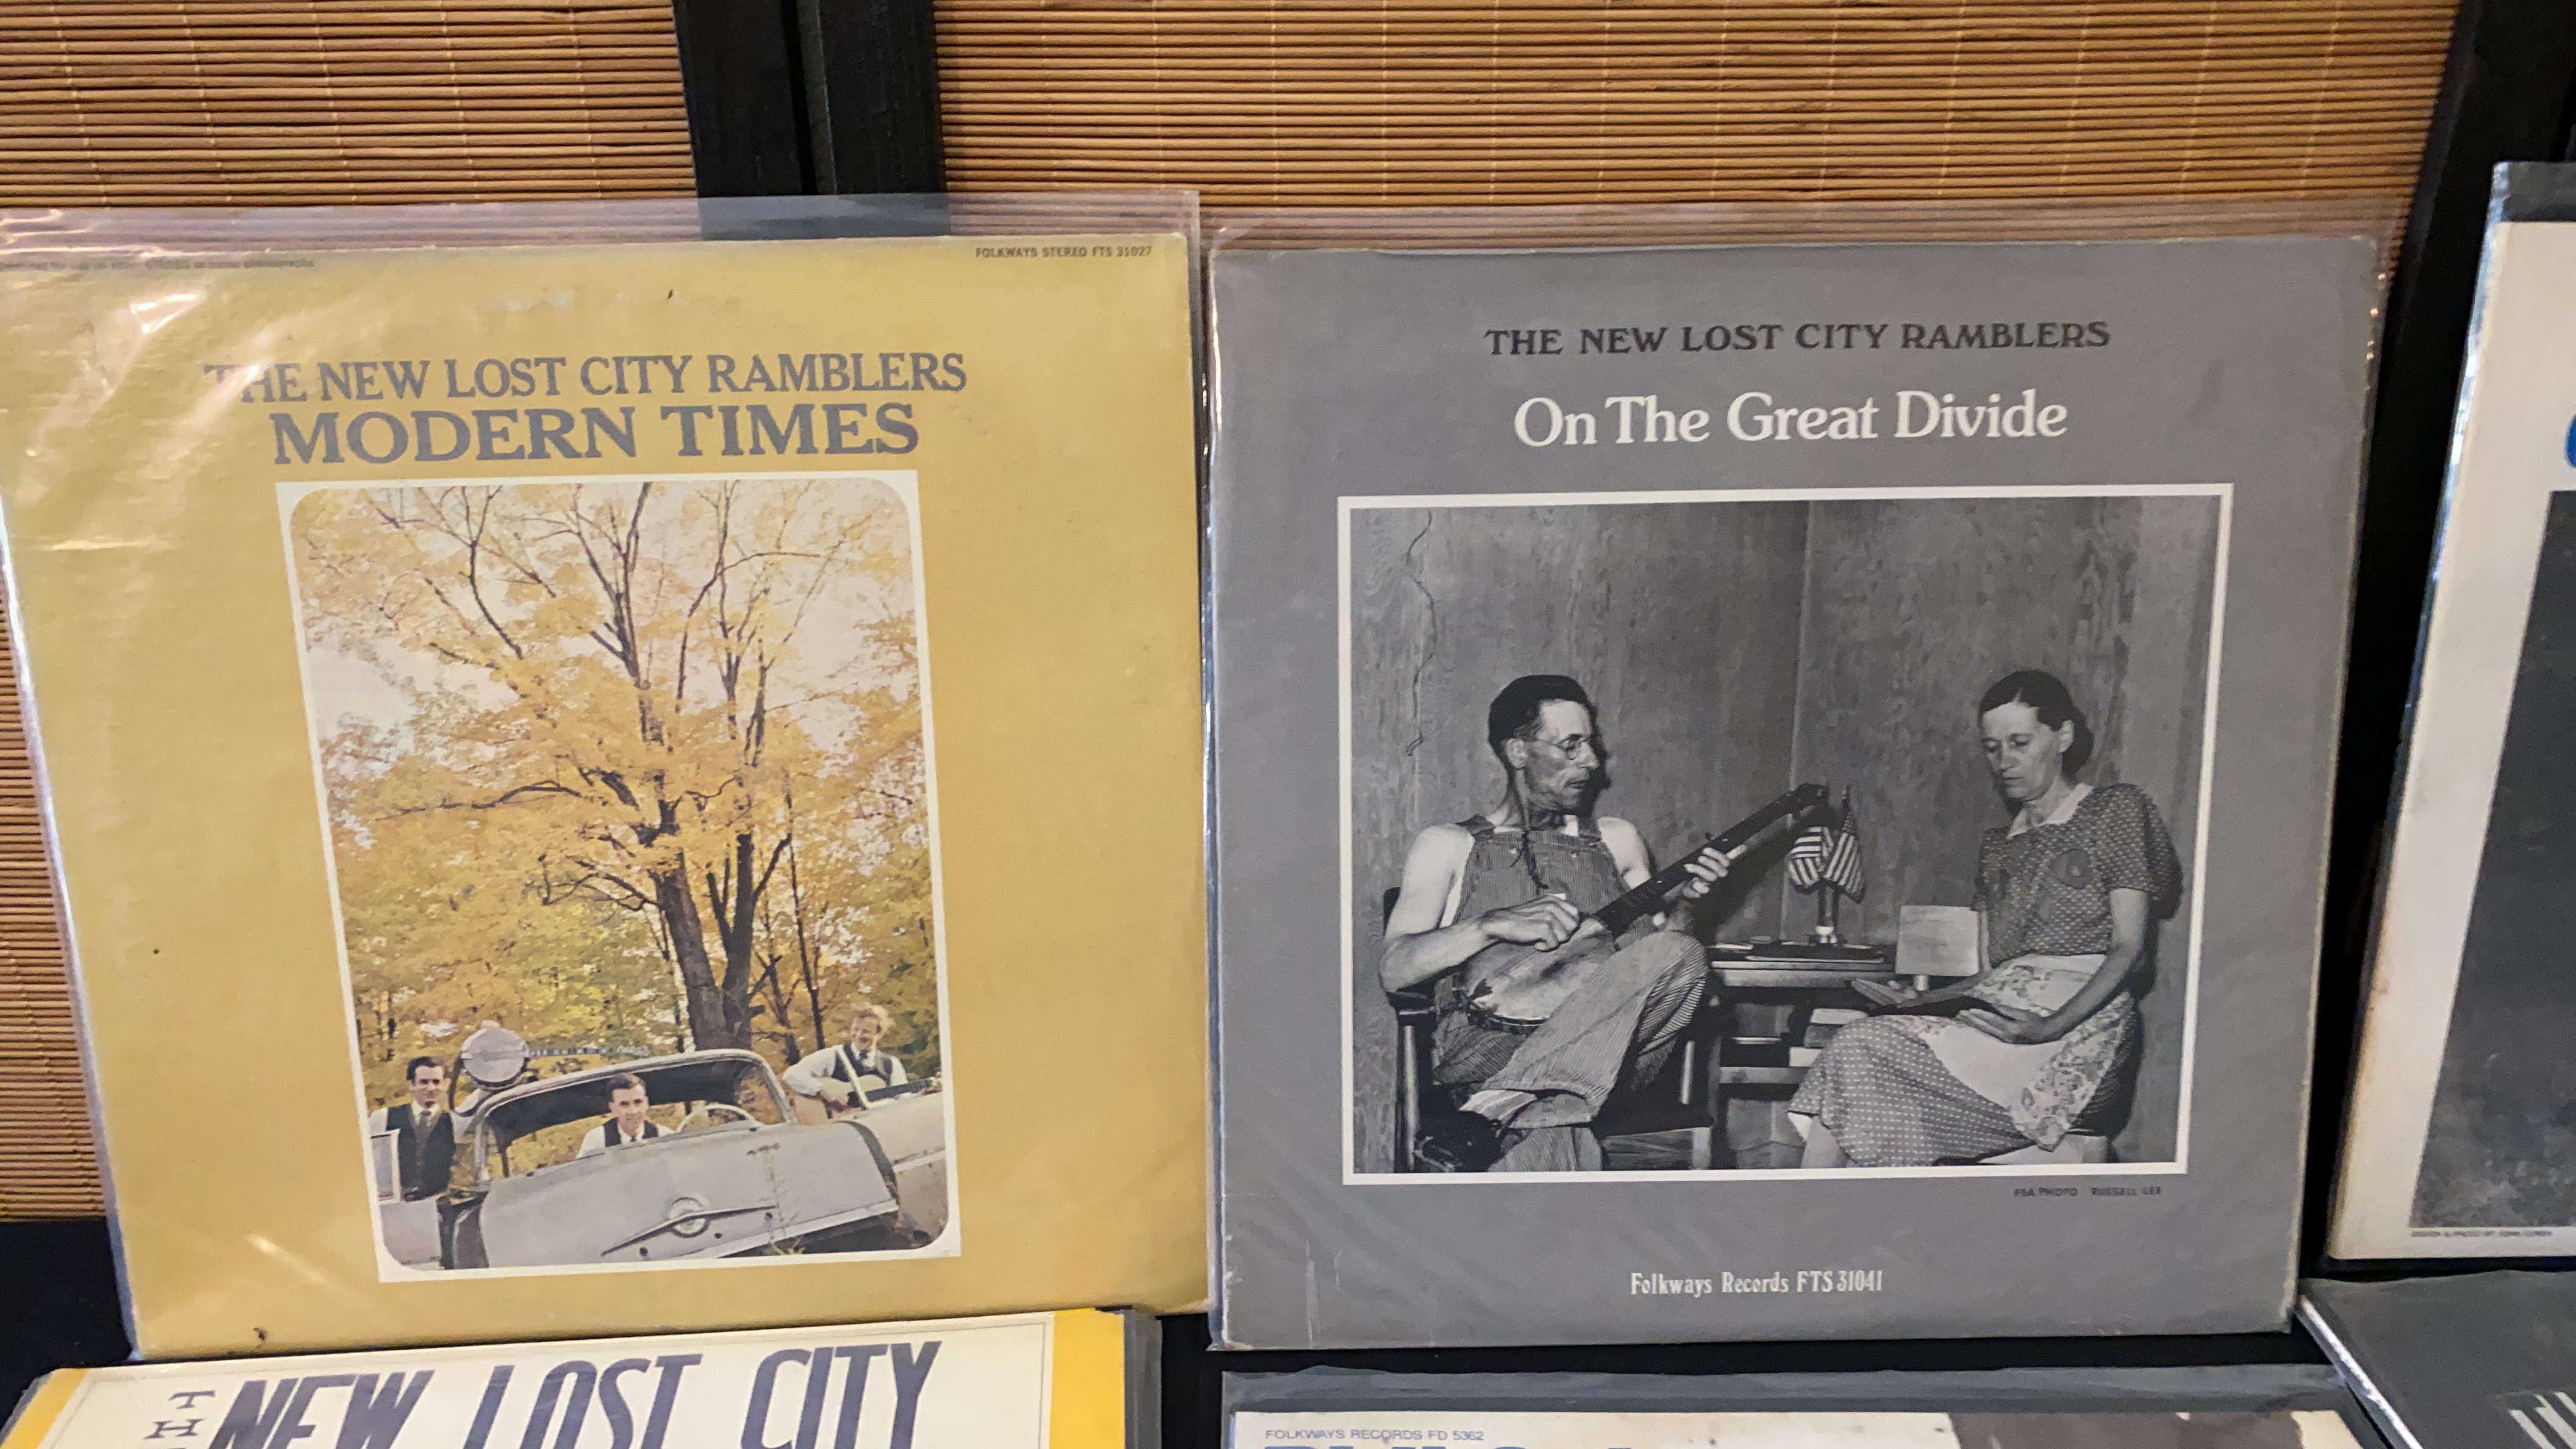 FOLKWAYS STEREO FTS 31027
THE NEW LOST CITY RAMBLERS
MODERN TIMES
THE NEW LOST CITY RAMBLERS
On The Great Divide
FSA PHOTO RUSSELL LEE
Folkways Records FTS 31041
THE
NEW LOST CITY
FOLKWAYS RECORDS FD 5362